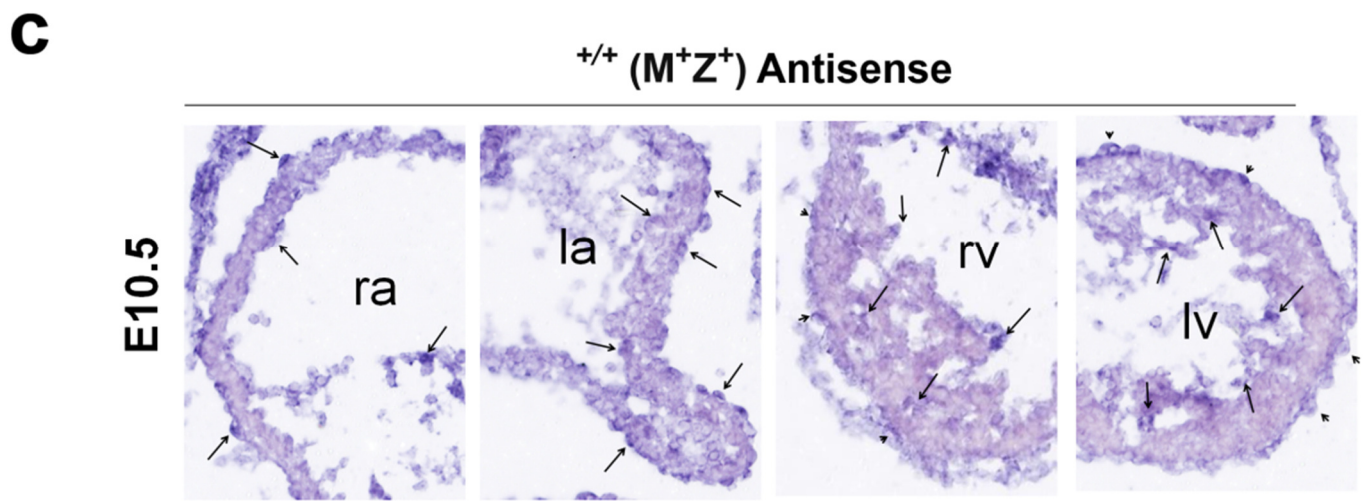 c
+/+ (M+Z+) Antisense
E10.5
ra
la
rv
lv